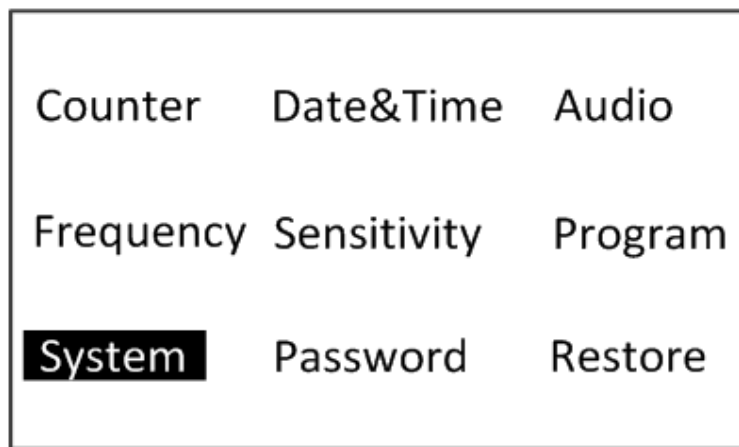 Counter Date&Time Audio
Frequency Sensitivity Program
System Password Restore